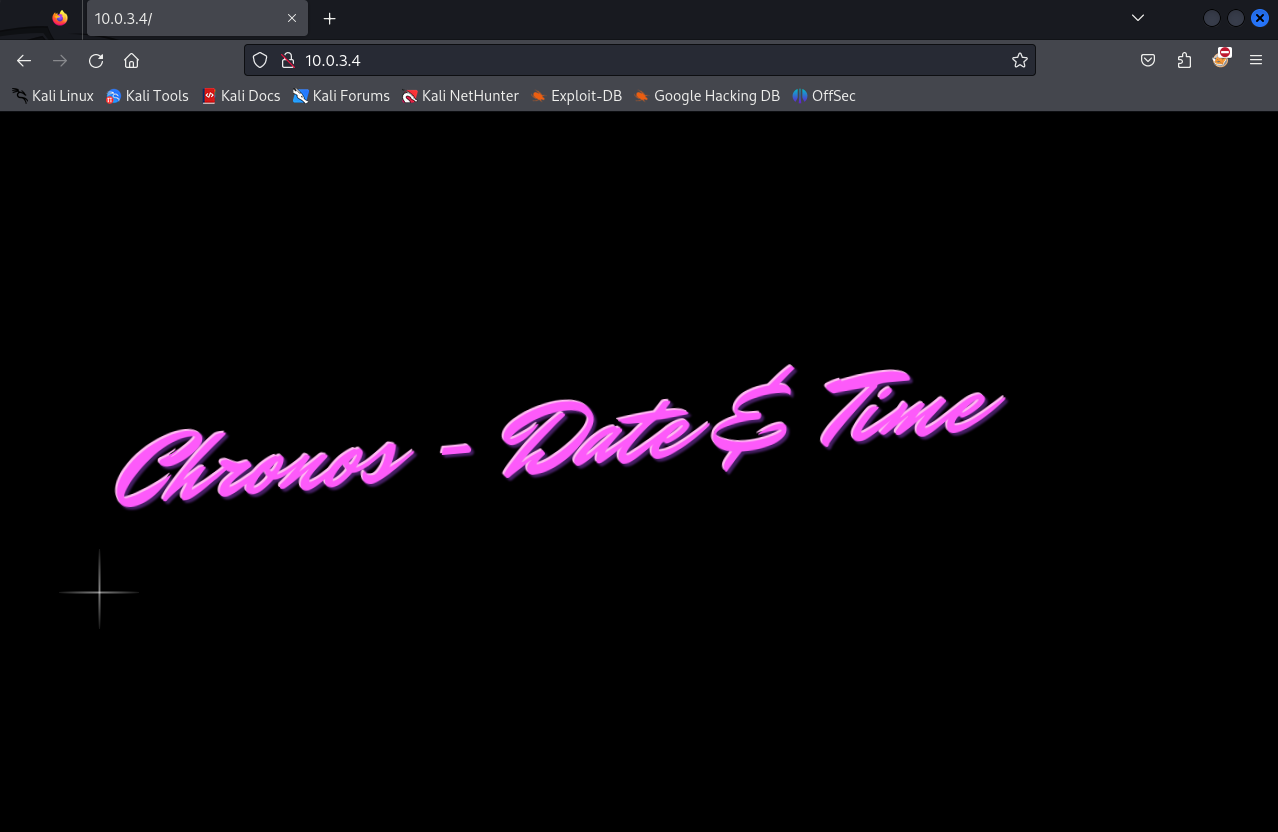 10.0.3.4/
10.0.3.4
Kali Linux Kali Tools Kali Docs Kali Forums Kali NetHunter Exploit-DB Google Hacking DB OffSec
Chronos - Date & Time